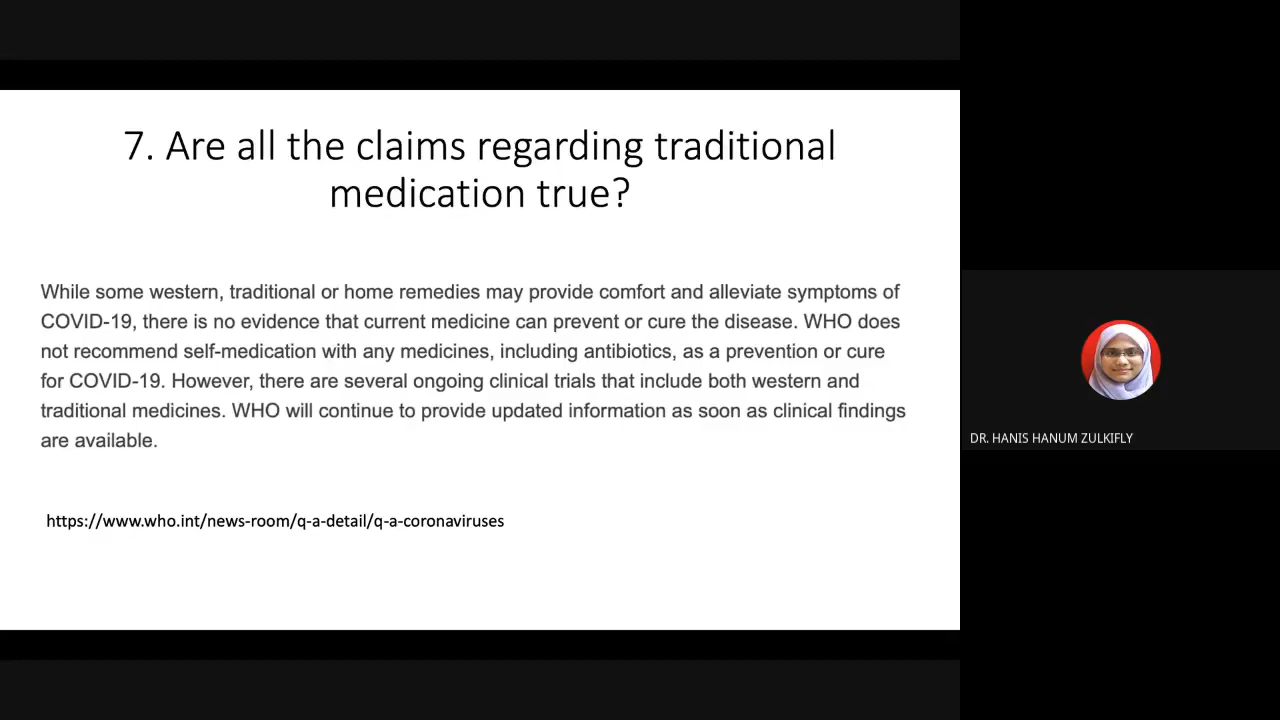 7. Are all the claims regarding traditional
medication true?
While some western, traditional or home remedies may provide comfort and alleviate symptoms of
COVID-19, there is no evidence that current medicine can prevent or cure the disease. WHO does
not recommend self-medication with any medicines, including antibiotics, as a prevention or cure
for COVID-19. However, there are several ongoing clinical trials that include both western and
traditional medicines. WHO will continue to provide updated information as soon as clinical findings
are available.
https://www.who.int/news-room/q-a-detail/q-a-coronaviruses
DR. HANIS HANUM ZULKIFLY